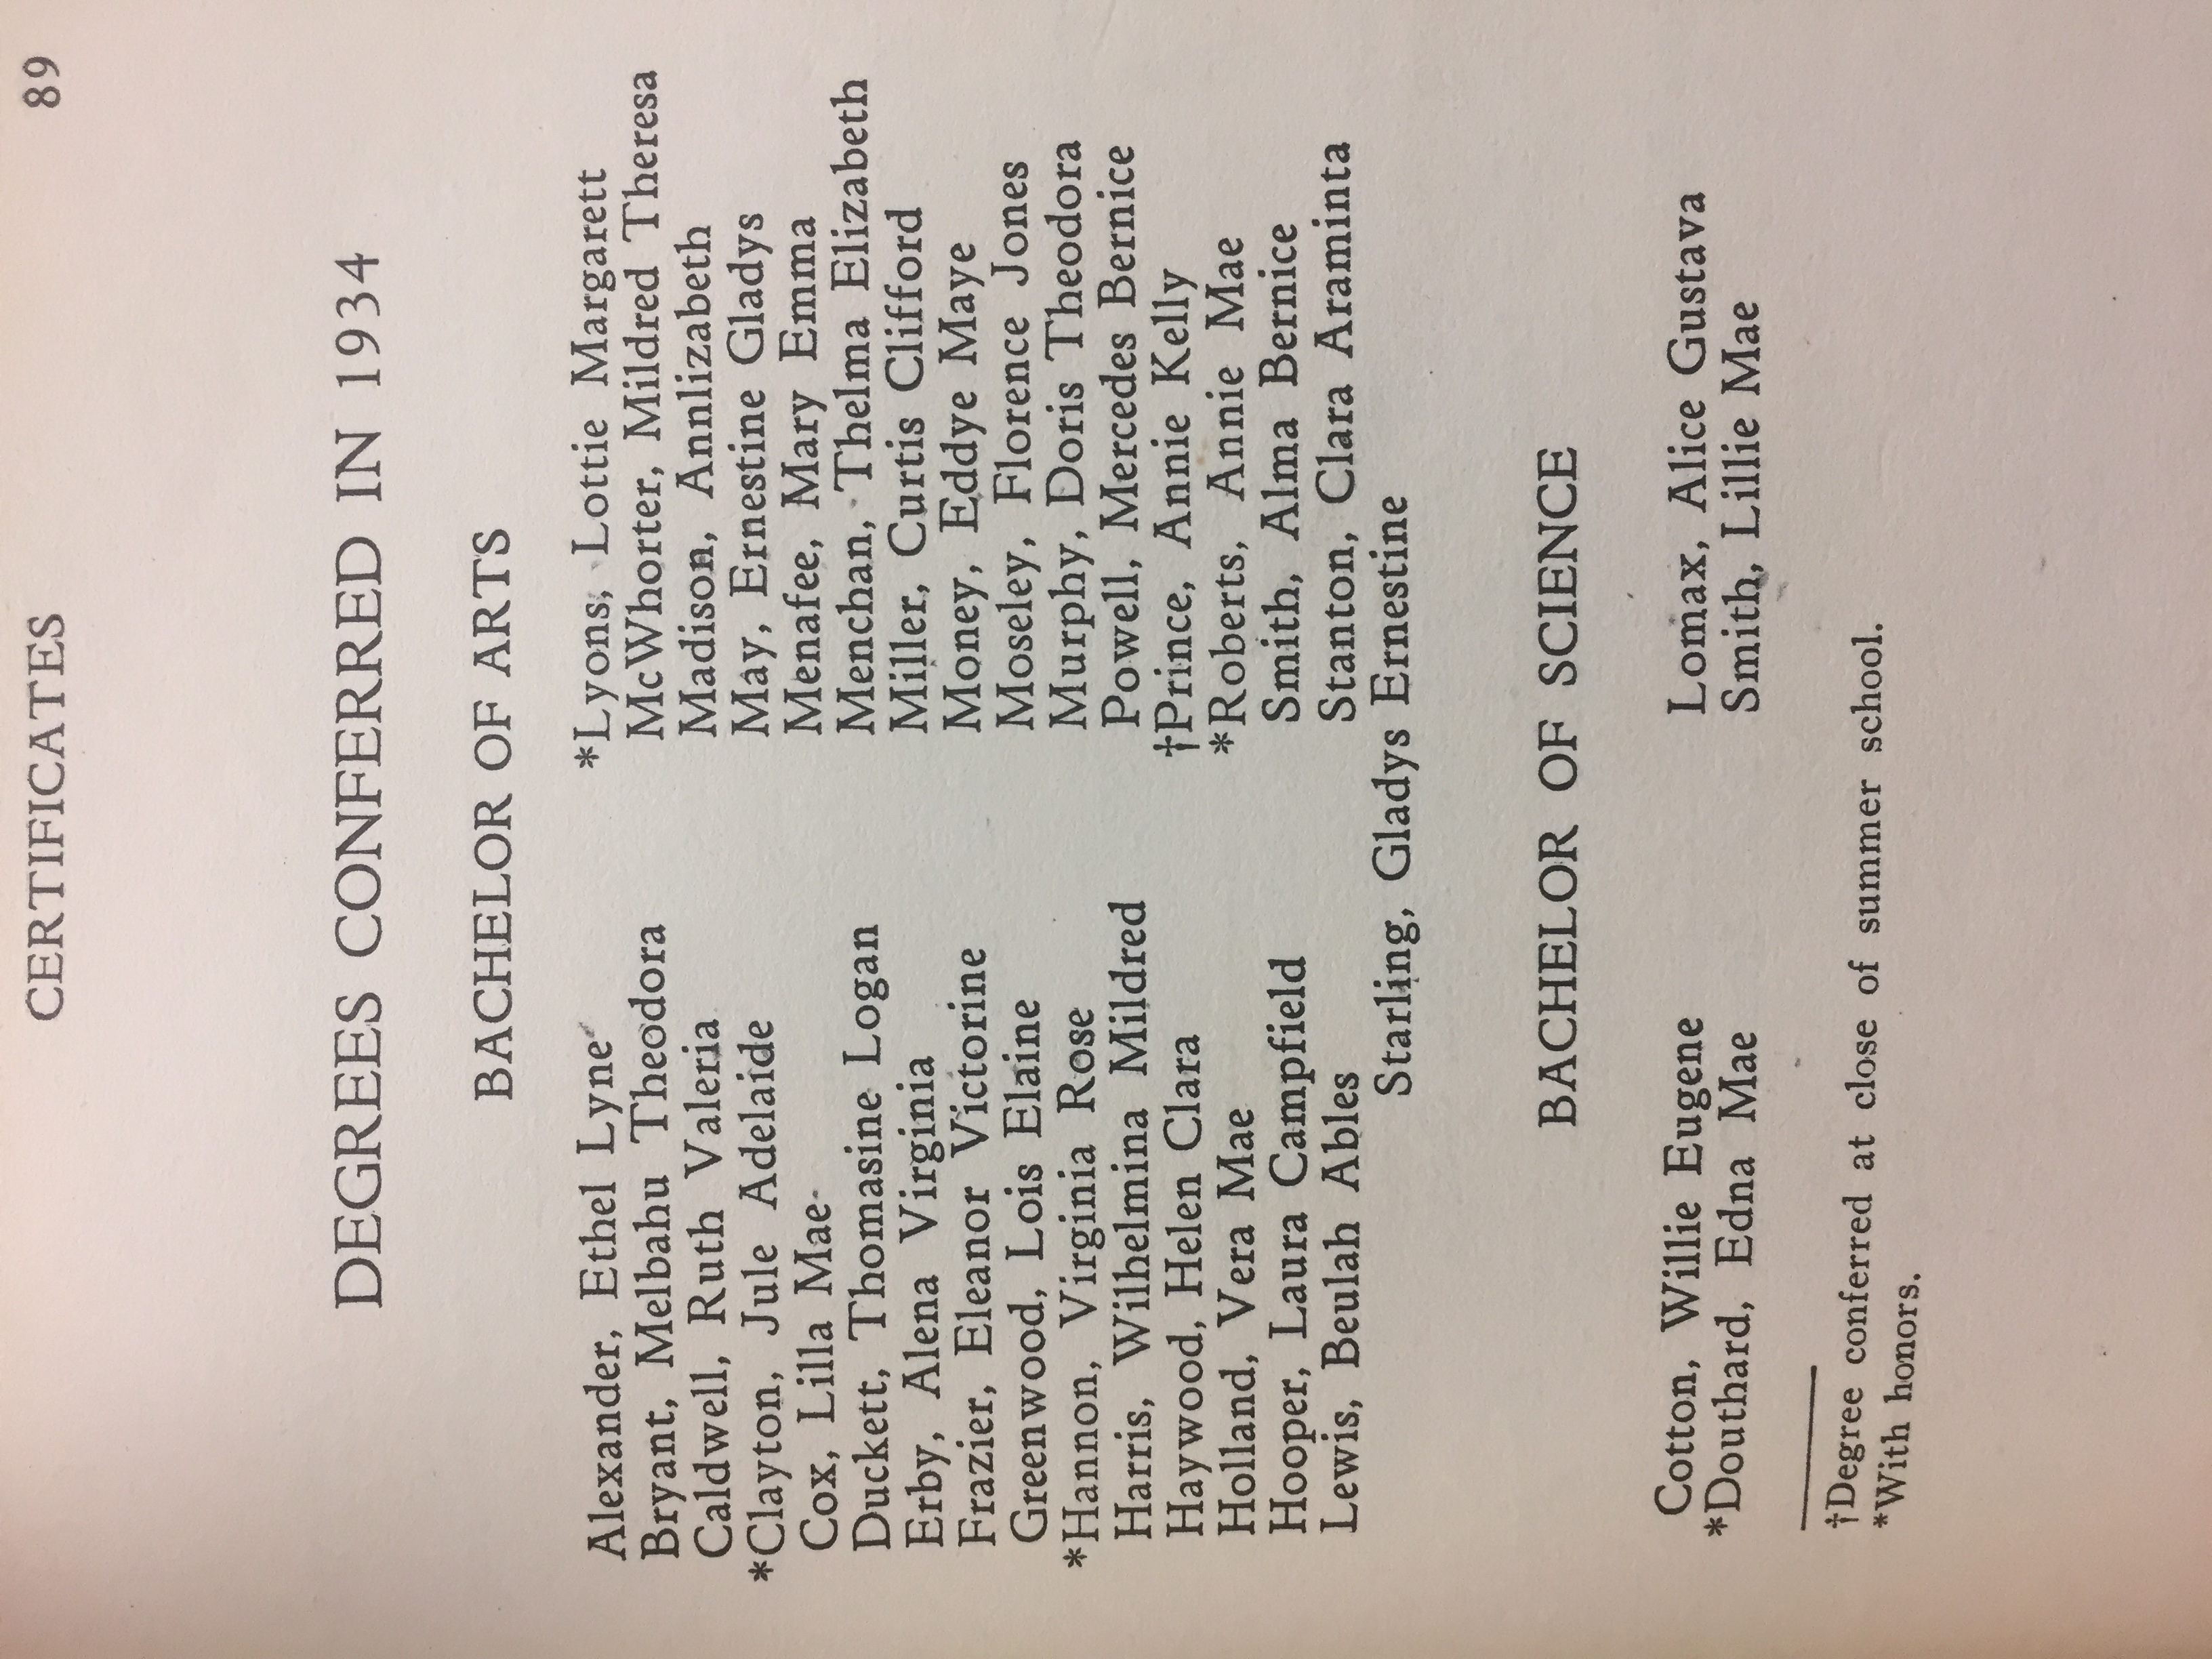 CERTIFICATES 89
DEGREES CONFERRED IN 1934
BACHELOR OF ARTS
Alexander, Ethel Lyne
Bryant, Melbahu Theodora
Caldwell, Ruth Valeria
*Clayton, Jule Adelaide
Cox, Lilla Mae
Duckett, Thomasine Logan
Erby, Alena Virginia
Frazier, Eleanor Victorine
Greenwood, Lois Elaine
*Hannon, Virginia Rose
Harris, Wilhelmina Mildred
Haywood, Helen Clara
Holland, Vera Mae
Hooper, Laura Campfield
Lewis, Beulah Ables
*Lyons, Lottie Margarett
McWhorter, Mildred Theresa
Madison, Annlizabeth
May, Ernestine Gladys
Menafee, Mary Emma
Menchan, Thelma Elizabeth
Miller, Curtis Clifford
Money, Eddye Maye
Moseley, Florence Jones
Murphy, Doris Theodora
Powell, Mercedes Bernice
†Prince, Annie Kelly
*Roberts, Annie Mae
Smith, Alma Bernice
Stanton, Clara Araminta
Starling, Gladys Ernestine
BACHELOR OF SCIENCE
Cotton, Willie Eugene
*Douthard, Edna Mae
Lomax, Alice Gustava
Smith, Lillie Mae
†Degree conferred at close of summer school.
*With honors.